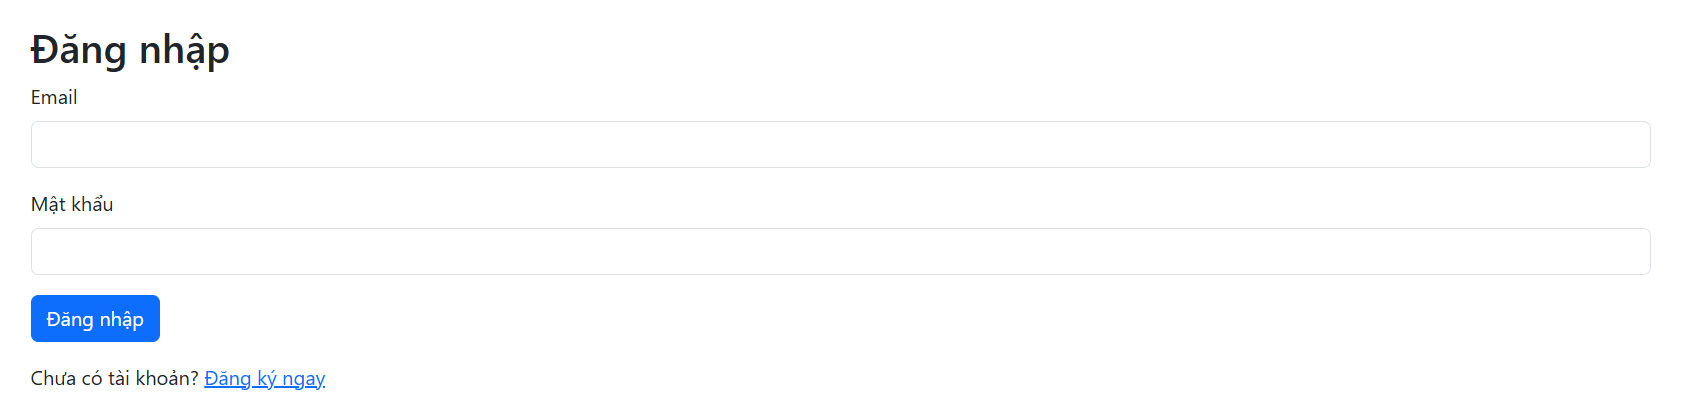 Đăng nhập
Email
Mật khẩu
Đăng nhập
Chưa có tài khoản? Đăng ký ngay